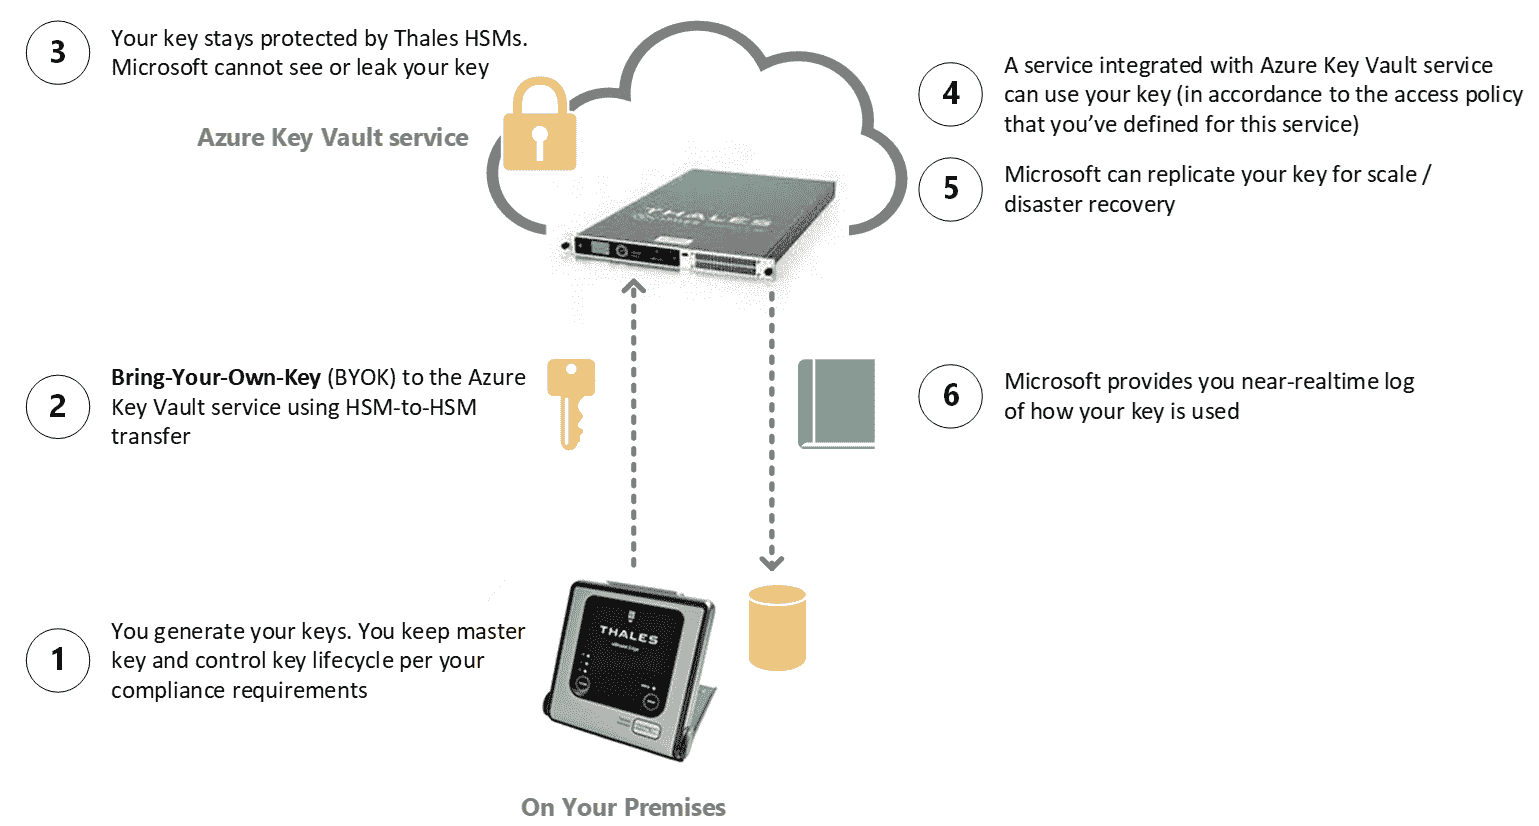 3
Your key stays protected by Thales HSMs.
Microsoft cannot see or leak your key
Azure Key Vault service
4
A service integrated with Azure Key Vault service
can use your key (in accordance to the access policy
that you’ve defined for this service)
5
Microsoft can replicate your key for scale /
disaster recovery
THALES
2
Bring-Your-Own-Key (BYOK) to the Azure
Key Vault service using HSM-to-HSM
transfer
6
Microsoft provides you near-realtime log
of how your key is used
1
You generate your keys. You keep master
key and control key lifecycle per your
compliance requirements
THALES
On Your Premises